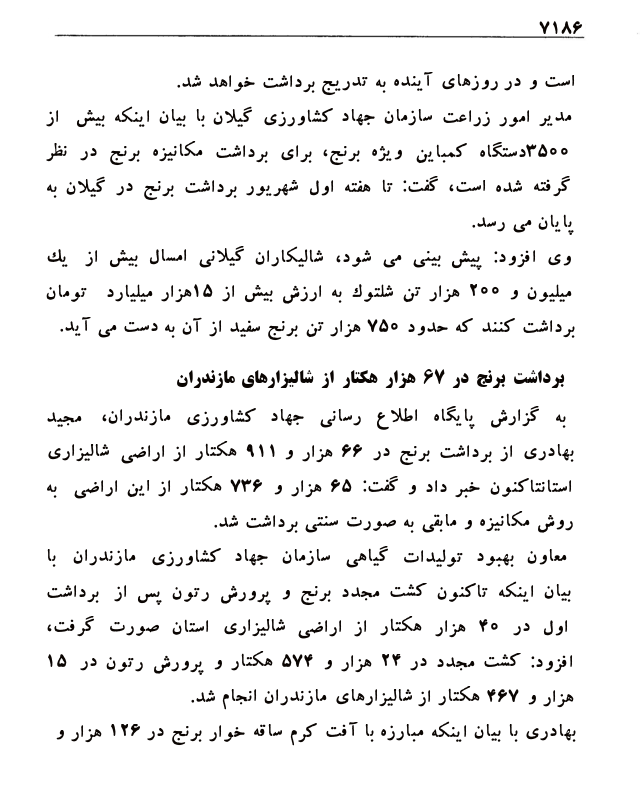 ۷۱۸۶
است و در روزهای آینده به تدریج برداشت خواهد شد.
مدیر امور زراعت سازمان جهاد کشاورزی گیلان با بیان اینکه بیش از
۳۵۰۰دستگاه کمباین ویژه برنج، برای برداشت مکانیزه برنج در نظر
گرفته شده است، گفت: تا هفته اول شهریور برداشت برنج در گیلان به
پایان می رسد.
وی افزود: پیش بینی می شود، شالیکاران گیلانی امسال بیش از یك
میلیون و ۲۰۰ هزار تن شلتوك به ارزش بیش از ۱۵هزار میلیارد تومان
برداشت کنند که حدود ۷۵۰ هزار تن برنج سفید از آن به دست می آید.
برداشت برنج در ۶۷ هزار هکتار از شالیزارهای مازندران
به گزارش پایگاه اطلاع رسانی جهاد کشاورزی مازندران، مجید
بهادری از برداشت برنج در ۶۶ هزار و ۹۱۱ هکتار از اراضی شالیزاری
استانتاکنون خبر داد و گفت: ۶۵ هزار و ۷۳۶ هکتار از این اراضی به
روش مکانیزه و مابقی به صورت سنتی برداشت شد.
معاون بهبود تولیدات گیاهی سازمان جهاد کشاورزی مازندران با
بیان اینکه تاکنون کشت مجدد برنج و پرورش رتون پس از برداشت
اول در ۴۰ هزار هکتار از اراضی شالیزاری استان صورت گرفت،
افزود: کشت مجدد در ۲۴ هزار و ۵۷۴ هکتار و پرورش رتون در ۱۵
هزار و ۴۶۷ هکتار از شالیزارهای مازندران انجام شد.
بهادری با بیان اینکه مبارزه با آفت کرم ساقه خوار برنج در ۱۲۶ هزار و